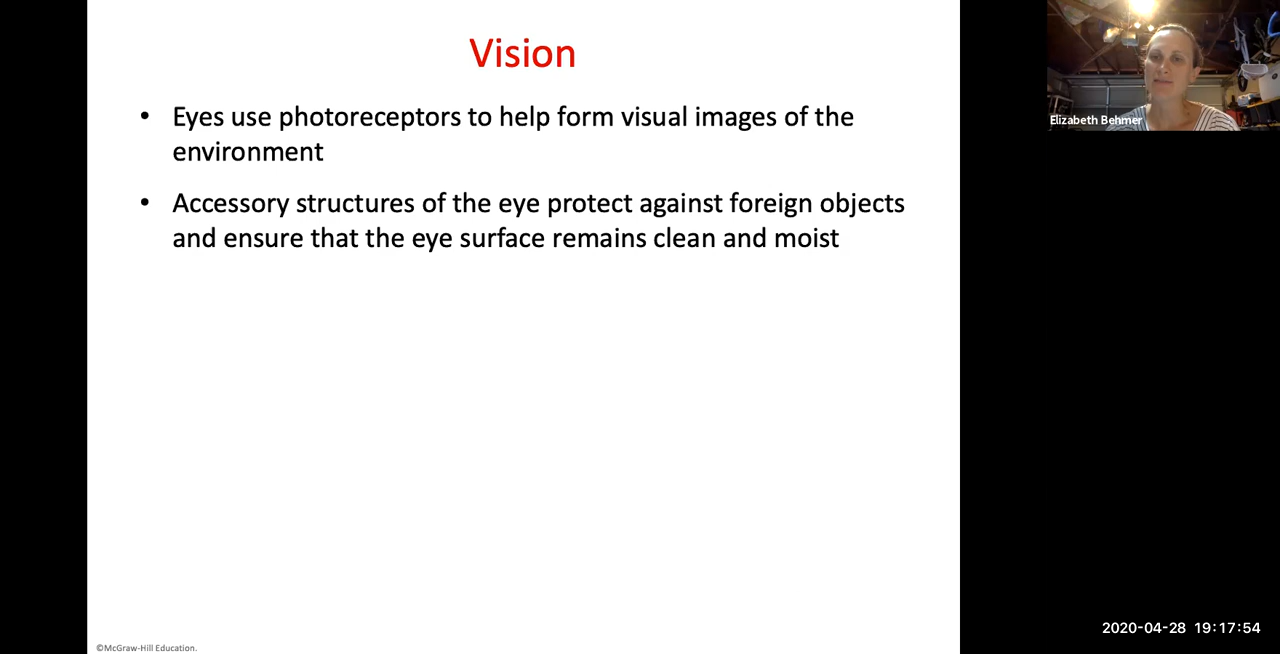 Vision
• Eyes use photoreceptors to help form visual images of the
environment
• Accessory structures of the eye protect against foreign objects
and ensure that the eye surface remains clean and moist
©McGraw-Hill Education.
Elizabeth Behmer
2020-04-28 19:17:54